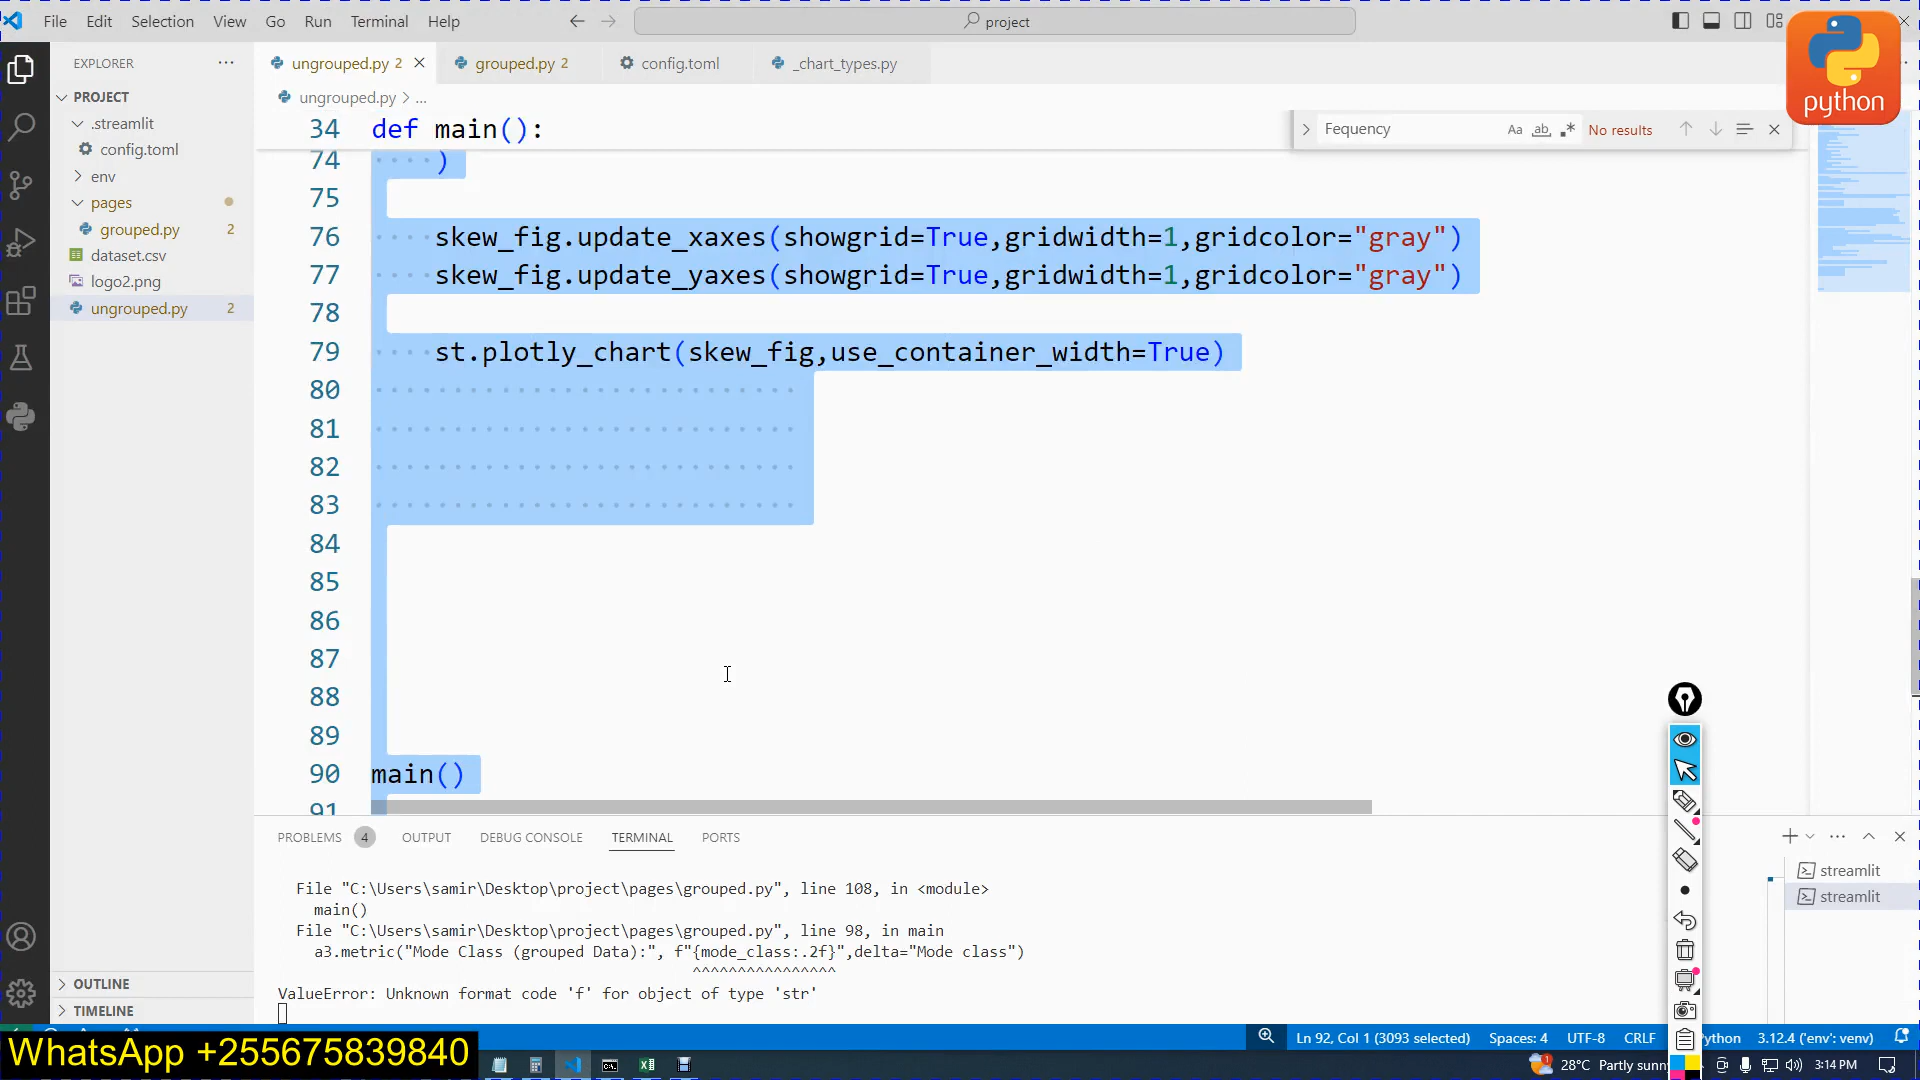 File Edit Selection View Go Run Terminal Help
project
python
EXPLORER
PROJECT
.streamlit
config.toml
env
pages
grouped.py 2
dataset.csv
logo2.png
ungrouped.py 2
OUTLINE
TIMELINE
ungrouped.py 2
grouped.py 2
config.toml
_chart_types.py
ungrouped.py > ...
Fequency
Aa ab
No results
34 def main():
74 )
75
76 skew_fig.update_xaxes(showgrid=True,gridwidth=1,gridcolor="gray")
77 skew_fig.update_yaxes(showgrid=True,gridwidth=1,gridcolor="gray")
78
79 st.plotly_chart(skew_fig,use_container_width=True)
80
81
82
83
84
85
86
87
88
89
90 main()
91
PROBLEMS 4 OUTPUT DEBUG CONSOLE TERMINAL PORTS
File "C:\Users\samir\Desktop\project\pages\grouped.py", line 108, in <module>
main()
File "C:\Users\samir\Desktop\project\pages\grouped.py", line 98, in main
a3.metric("Mode Class (grouped Data):", f"{mode_class:.2f}",delta="Mode class")
^^^^^^^^^^^^^^^^
ValueError: Unknown format code 'f' for object of type 'str'
streamlit
streamlit
Ln 92, Col 1 (3093 selected) Spaces: 4 UTF-8 CRLF Python 3.12.4 ('env': venv)
WhatsApp +255675839840
28°C Partly sunny
3:14 PM